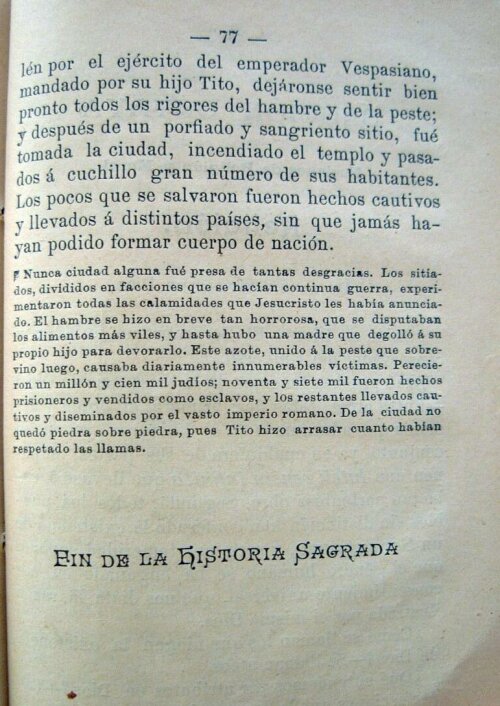 — 77 —
lén por el ejército del emperador Vespasiano,
mandado por su hijo Tito, dejáronse sentir bien
pronto todos los rigores del hambre y de la peste;
y después de un porfiado y sangriento sitio, fué
tomada la ciudad, incendiado el templo y pasa-
dos á cuchillo gran número de sus habitantes.
Los pocos que se salvaron fueron hechos cautivos
y llevados á distintos países, sin que jamás ha-
yan podido formar cuerpo de nación.
Nunca ciudad alguna fué presa de tantas desgracias. Los sitia-
dos, divididos en facciones que se hacían continua guerra, experi-
mentaron todas las calamidades que Jesucristo les había anuncia-
do. El hambre se hizo en breve tan horrorosa, que se disputaban
los alimentos más viles, y hasta hubo una madre que degolló á su
propio hijo para devorarlo. Este azote, unido á la peste que sobre-
vino luego, causaba diariamente innumerables víctimas. Perecie-
ron un millón y cien mil judíos; noventa y siete mil fueron hechos
prisioneros y vendidos como esclavos, y los restantes llevados cau-
tivos y diseminados por el vasto imperio romano. De la ciudad no
quedó piedra sobre piedra, pues Tito hizo arrasar cuanto habían
respetado las llamas.
FIN DE LA HISTORIA SAGRADA